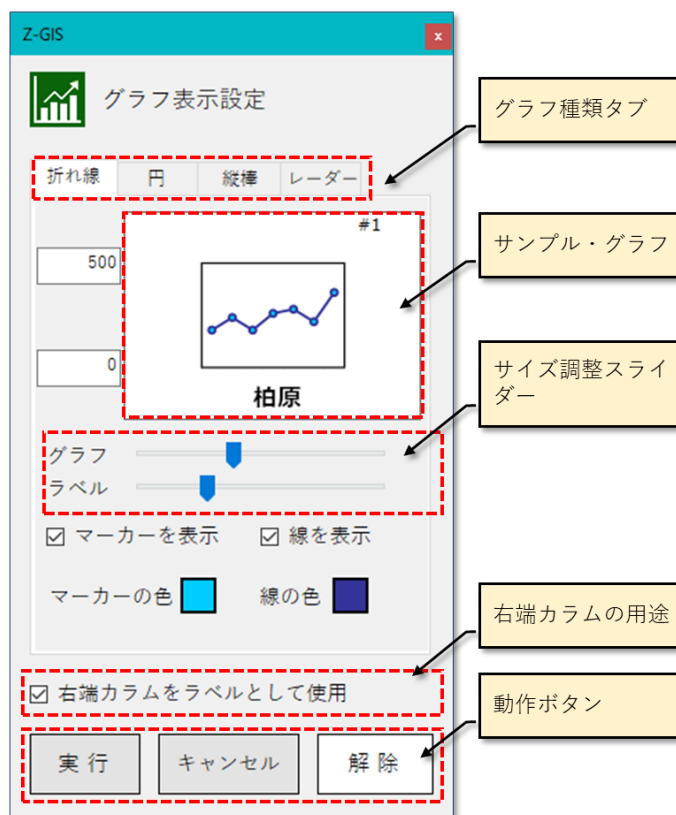 Z-GIS
x
グラフ表示設定
グラフ種類タブ
折れ線 円 縦棒 レーダー
#1
サンプル・グラフ
500
0
柏原
サイズ調整スライ
ダー
グラフ
ラベル
マーカーを表示 線を表示
マーカーの色 線の色
右端カラムの用途
右端カラムをラベルとして使用
動作ボタン
実行 キャンセル 解除